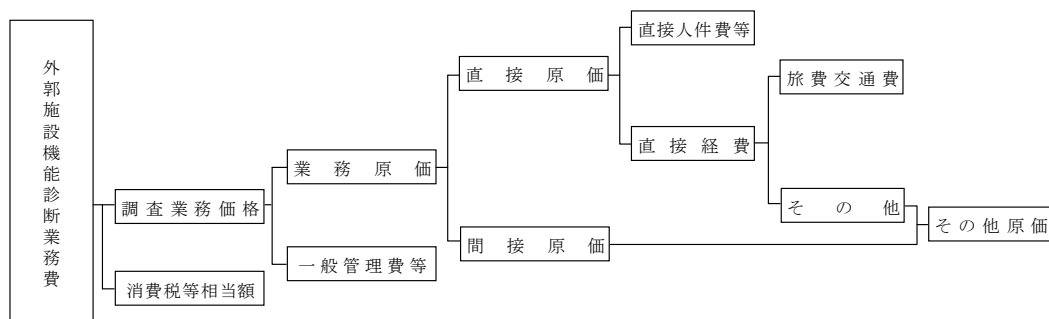 外郭施設機能診断業務費
調査業務価格
消費税等相当額
業務原価
一般管理費等
直接原価
間接原価
直接人件費等
直接経費
旅費交通費
その他
その他原価